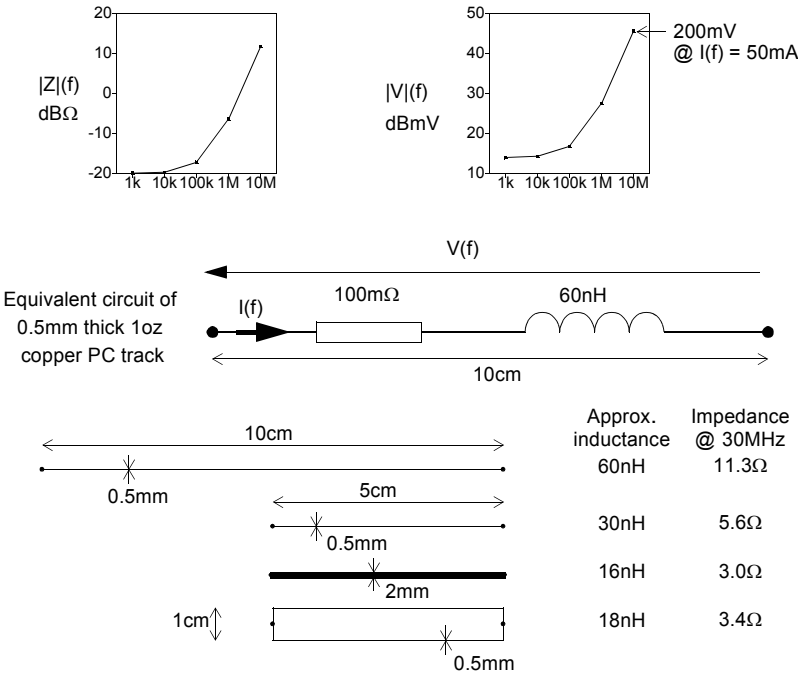 20
10
0
-10
-20
|Z|(f)
dBΩ
1k 10k 100k 1M 10M
50
40
30
20
10
|V|(f)
dBmV
1k 10k 100k 1M 10M
200mV
@ I(f) = 50mA
V(f)
Equivalent circuit of
0.5mm thick 1oz
copper PC track
I(f)
100mΩ
60nH
10cm
Approx. Impedance
inductance @ 30MHz
10cm
0.5mm
60nH 11.3Ω
5cm
0.5mm
30nH 5.6Ω
2mm
16nH 3.0Ω
1cm
0.5mm
18nH 3.4Ω